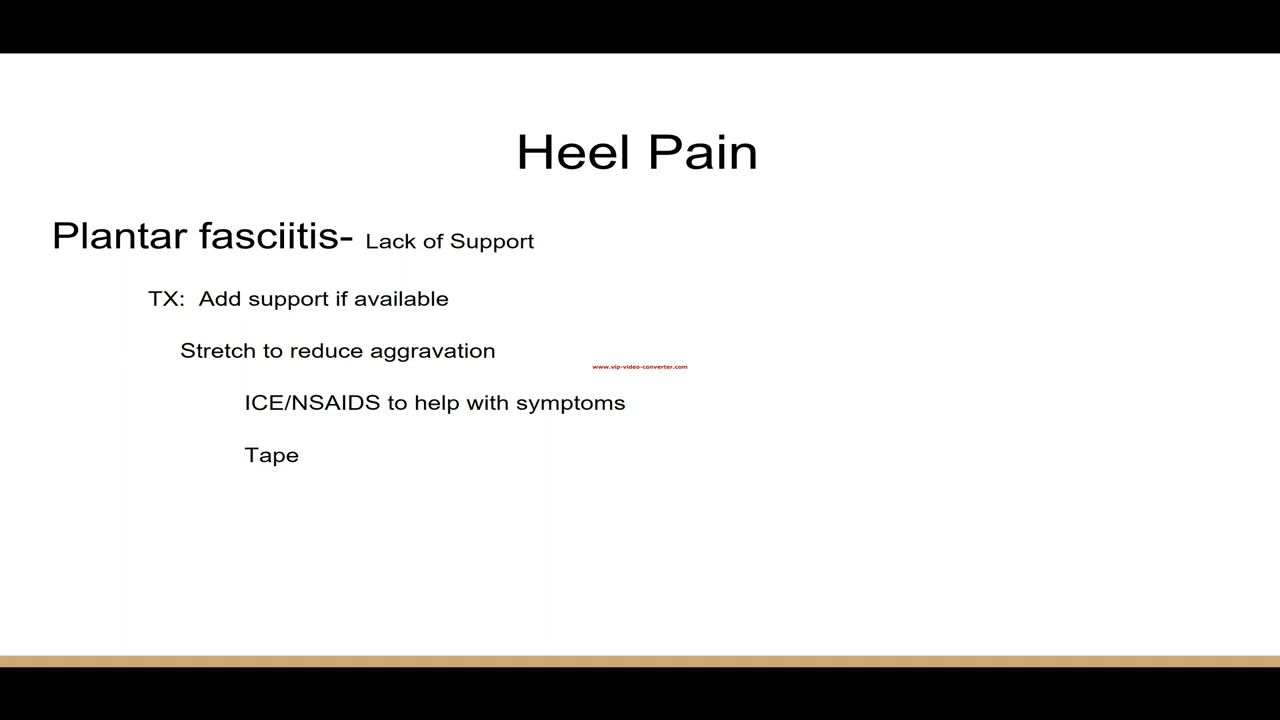 Heel Pain
Plantar fasciitis- Lack of Support
TX: Add support if available
Stretch to reduce aggravation
www.vip-video-converter.com
ICE/NSAIDS to help with symptoms
Tape